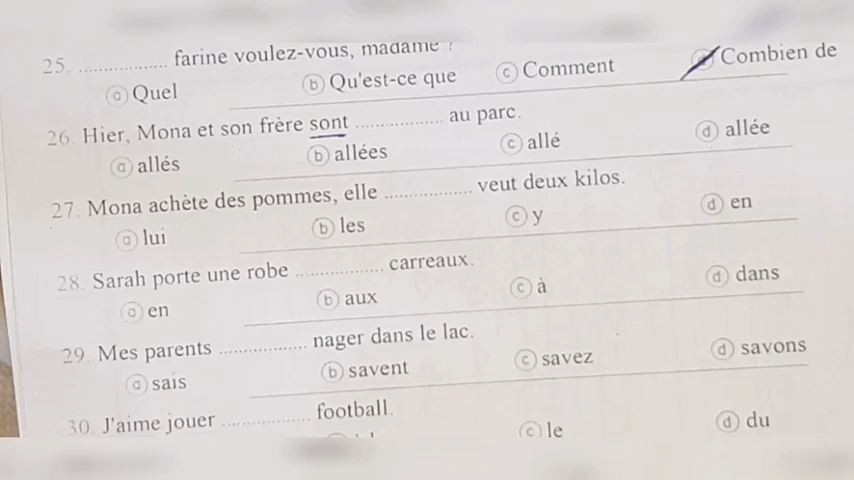 25. .................. farine voulez-vous, madame ?
a Quel b Qu'est-ce que c Comment d Combien de
26. Hier, Mona et son frère sont .................. au parc.
a allés b allées c allé d allée
27. Mona achète des pommes, elle .................. veut deux kilos.
a lui b les c y d en
28. Sarah porte une robe .................. carreaux.
a en b aux c à d dans
29. Mes parents .................. nager dans le lac.
a sais b savent c savez d savons
30. J'aime jouer .................. football.
c le d du